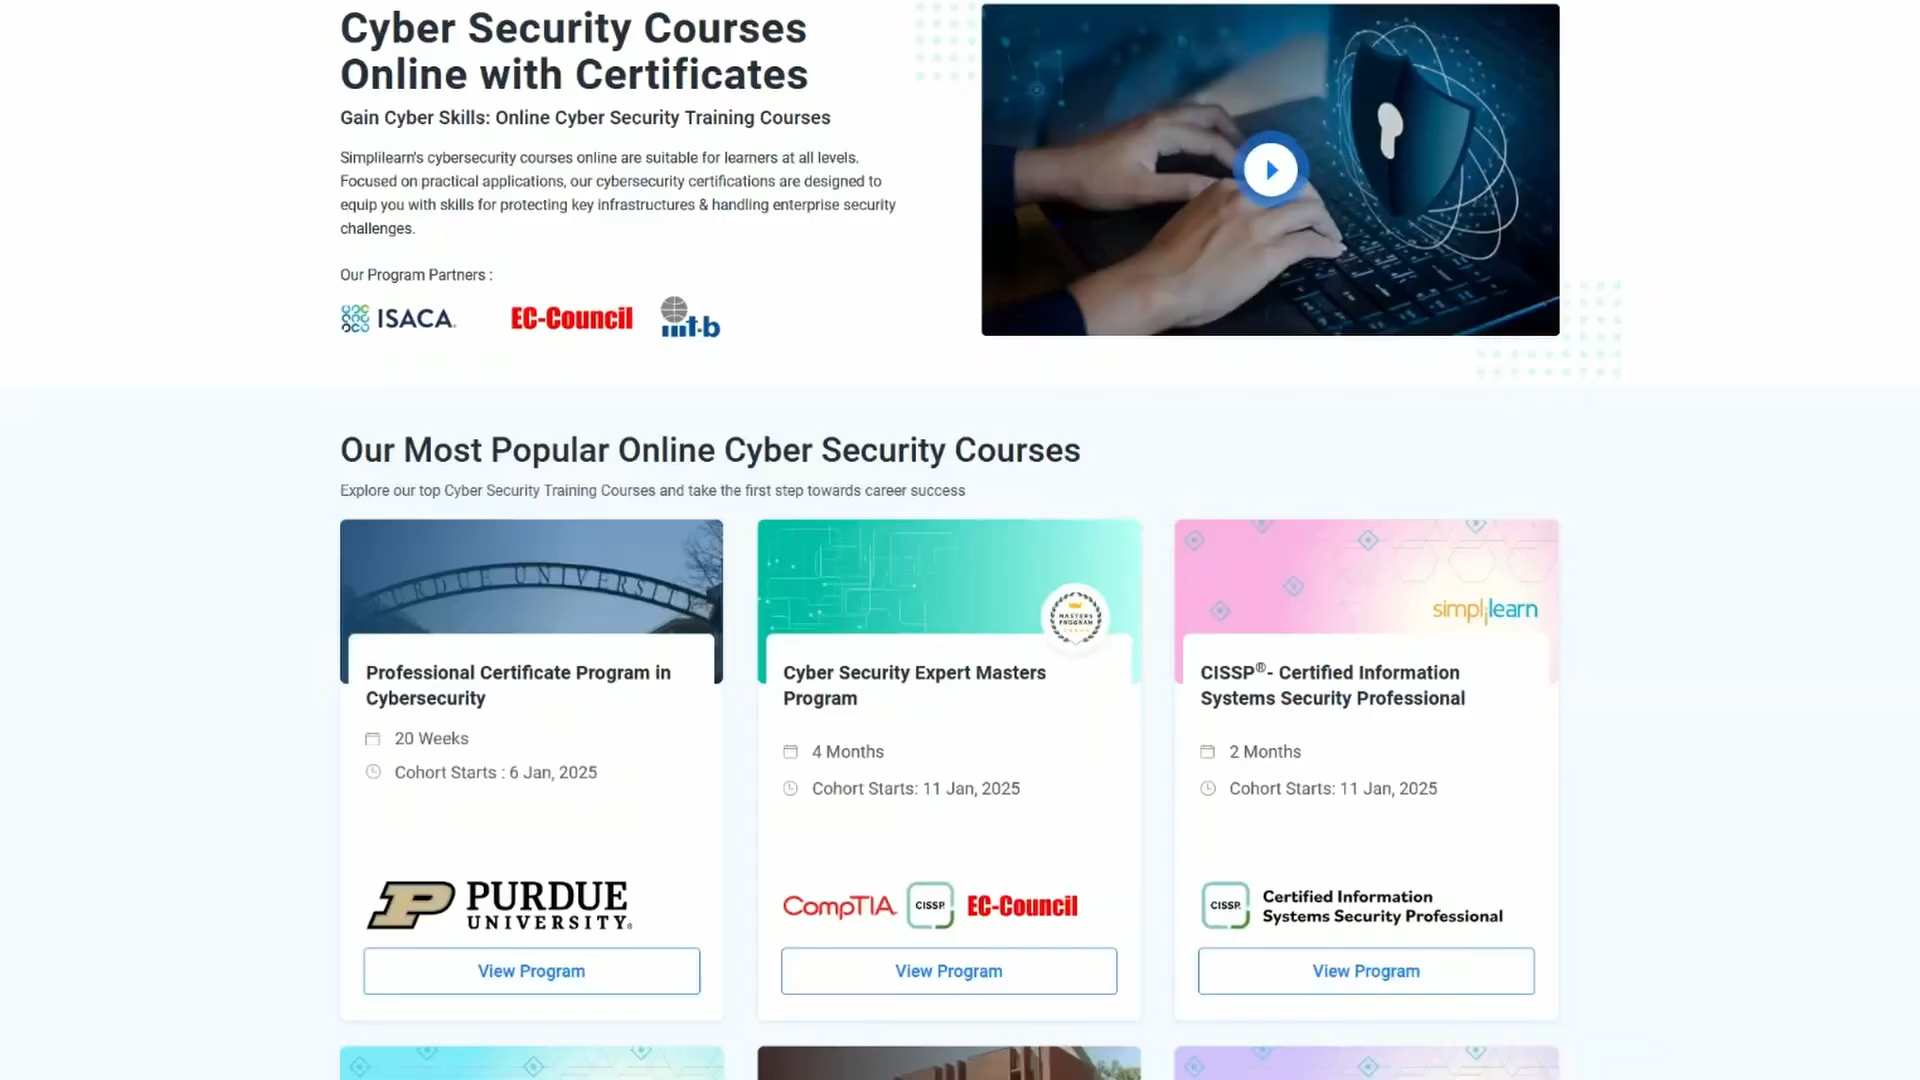 Cyber Security Courses
Online with Certificates
Gain Cyber Skills: Online Cyber Security Training Courses
Simplilearn's cybersecurity courses online are suitable for learners at all levels.
Focused on practical applications, our cybersecurity certifications are designed to
equip you with skills for protecting key infrastructures & handling enterprise security
challenges.
Our Program Partners :
ISACA.
EC-Council
iiit-b
Our Most Popular Online Cyber Security Courses
Explore our top Cyber Security Training Courses and take the first step towards career success
PURDUE UNIVERSITY
Professional Certificate Program in
Cybersecurity
20 Weeks
Cohort Starts : 6 Jan, 2025
PURDUE
UNIVERSITY®
View Program
MASTERS
PROGRAM
Cyber Security Expert Masters
Program
4 Months
Cohort Starts: 11 Jan, 2025
CompTIA.
CISSP
EC-Council
View Program
simplilearn
CISSP®- Certified Information
Systems Security Professional
2 Months
Cohort Starts: 11 Jan, 2025
CISSP
Certified Information
Systems Security Professional
View Program